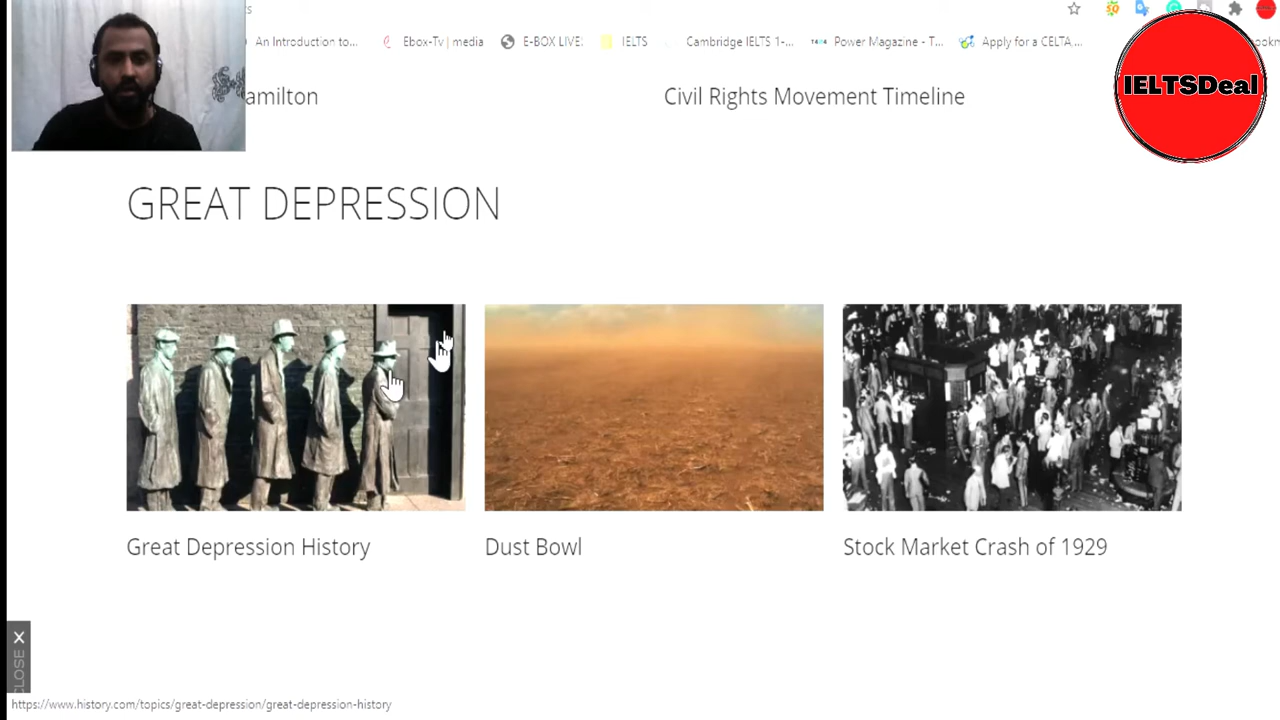 An Introduction to...
Ebox-Tv | media
E-BOX LIVE:
IELTS
Cambridge IELTS 1-...
Power Magazine - T...
Apply for a CELTA...
IELTSDeal
amilton
Civil Rights Movement Timeline
GREAT DEPRESSION
Great Depression History
Dust Bowl
Stock Market Crash of 1929
CLOSE X
https://www.history.com/topics/great-depression/great-depression-history